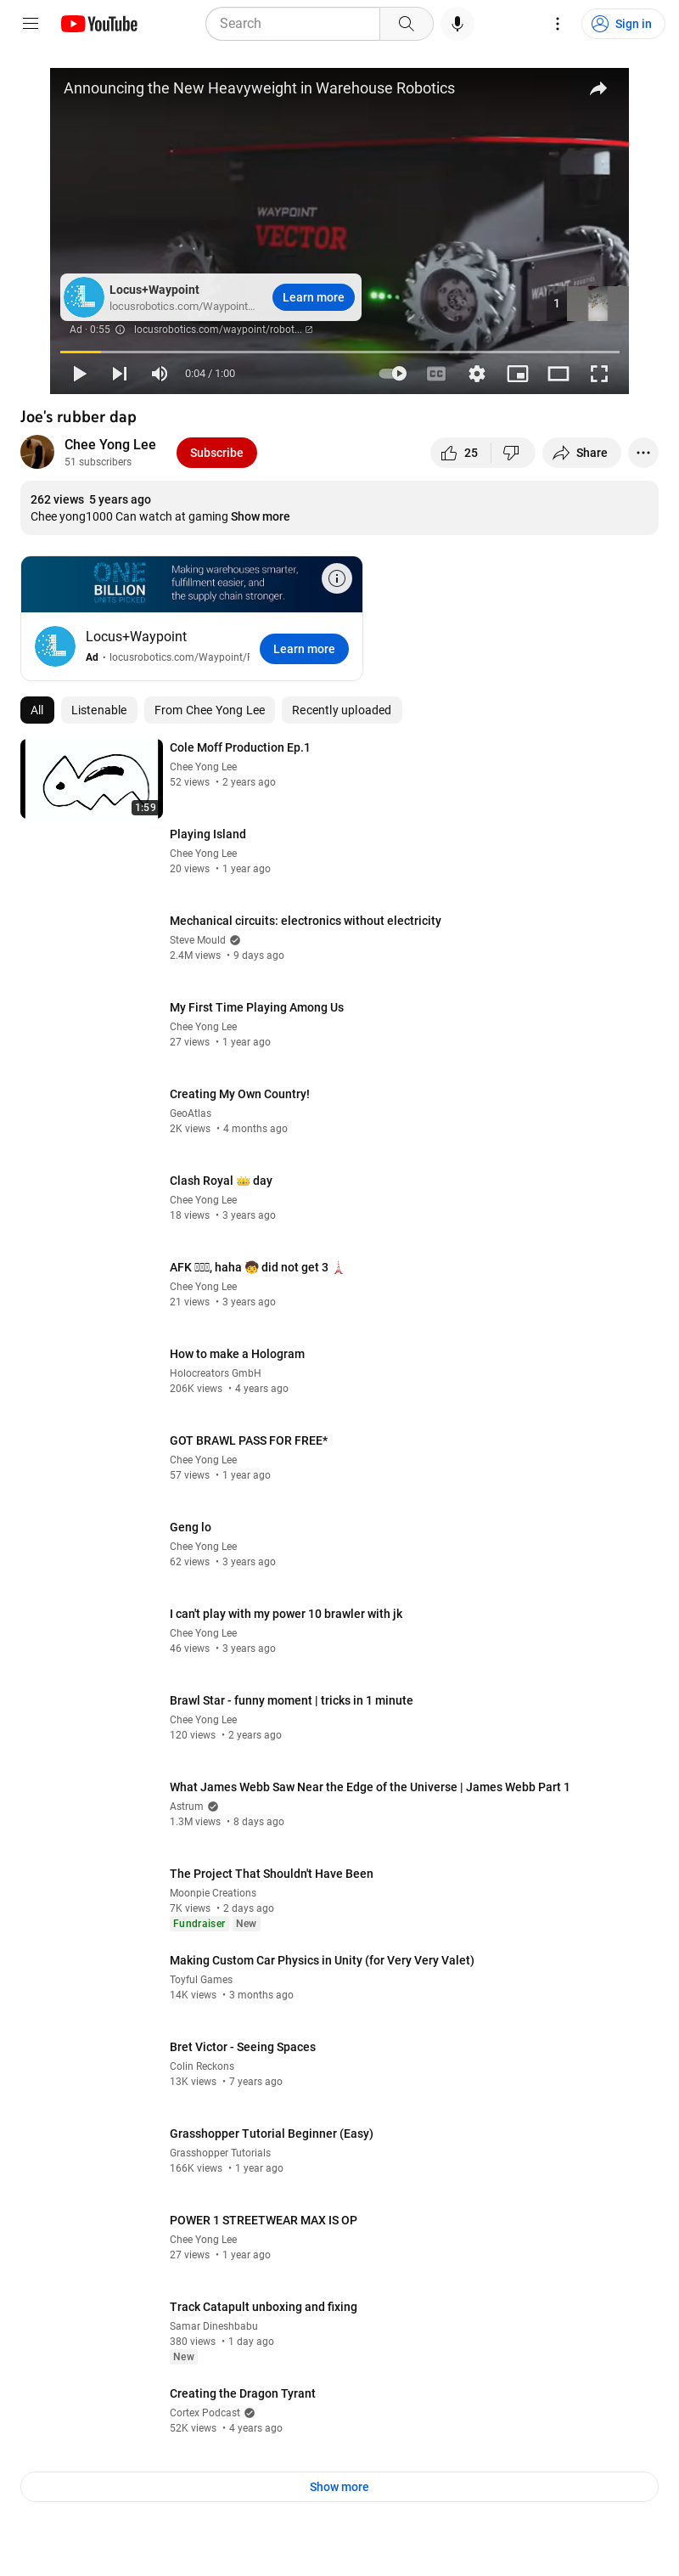 YouTube
Search
Sign in
Announcing the New Heavyweight in Warehouse Robotics
WAYPOINT
VECTOR
Locus+Waypoint
locusrobotics.com/Waypoint...
Learn more
1
Ad · 0:55
locusrobotics.com/waypoint/robot...
0:04 / 1:00
CC
Joe's rubber dap
Chee Yong Lee
51 subscribers
Subscribe
25
Share
262 views 5 years ago
Chee yong1000 Can watch at gaming Show more
ONE
BILLION
UNITS PICKED
Making warehouses smarter,
fulfillment easier, and
the supply chain stronger.
Locus+Waypoint
Ad · locusrobotics.com/Waypoint/
Learn more
All
Listenable
From Chee Yong Lee
Recently uploaded
1:59
Cole Moff Production Ep.1
Chee Yong Lee
52 views • 2 years ago
Playing Island
Chee Yong Lee
20 views • 1 year ago
Mechanical circuits: electronics without electricity
Steve Mould
2.4M views • 9 days ago
My First Time Playing Among Us
Chee Yong Lee
27 views • 1 year ago
Creating My Own Country!
GeoAtlas
2K views • 4 months ago
Clash Royal 👑 day
Chee Yong Lee
18 views • 3 years ago
AFK , haha 🧒 did not get 3 🗼
Chee Yong Lee
21 views • 3 years ago
How to make a Hologram
Holocreators GmbH
206K views • 4 years ago
GOT BRAWL PASS FOR FREE*
Chee Yong Lee
57 views • 1 year ago
Geng lo
Chee Yong Lee
62 views • 3 years ago
I can't play with my power 10 brawler with jk
Chee Yong Lee
46 views • 3 years ago
Brawl Star - funny moment | tricks in 1 minute
Chee Yong Lee
120 views • 2 years ago
What James Webb Saw Near the Edge of the Universe | James Webb Part 1
Astrum
1.3M views • 8 days ago
The Project That Shouldn't Have Been
Moonpie Creations
7K views • 2 days ago
Fundraiser New
Making Custom Car Physics in Unity (for Very Very Valet)
Toyful Games
14K views • 3 months ago
Bret Victor - Seeing Spaces
Colin Reckons
13K views • 7 years ago
Grasshopper Tutorial Beginner (Easy)
Grasshopper Tutorials
166K views • 1 year ago
POWER 1 STREETWEAR MAX IS OP
Chee Yong Lee
27 views • 1 year ago
Track Catapult unboxing and fixing
Samar Dineshbabu
380 views • 1 day ago
New
Creating the Dragon Tyrant
Cortex Podcast
52K views • 4 years ago
Show more